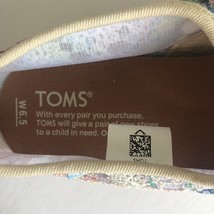 TOMS®
With every pair you purchase,
TOMS will give a pair of new shoes
to a child in need. O
W6.5